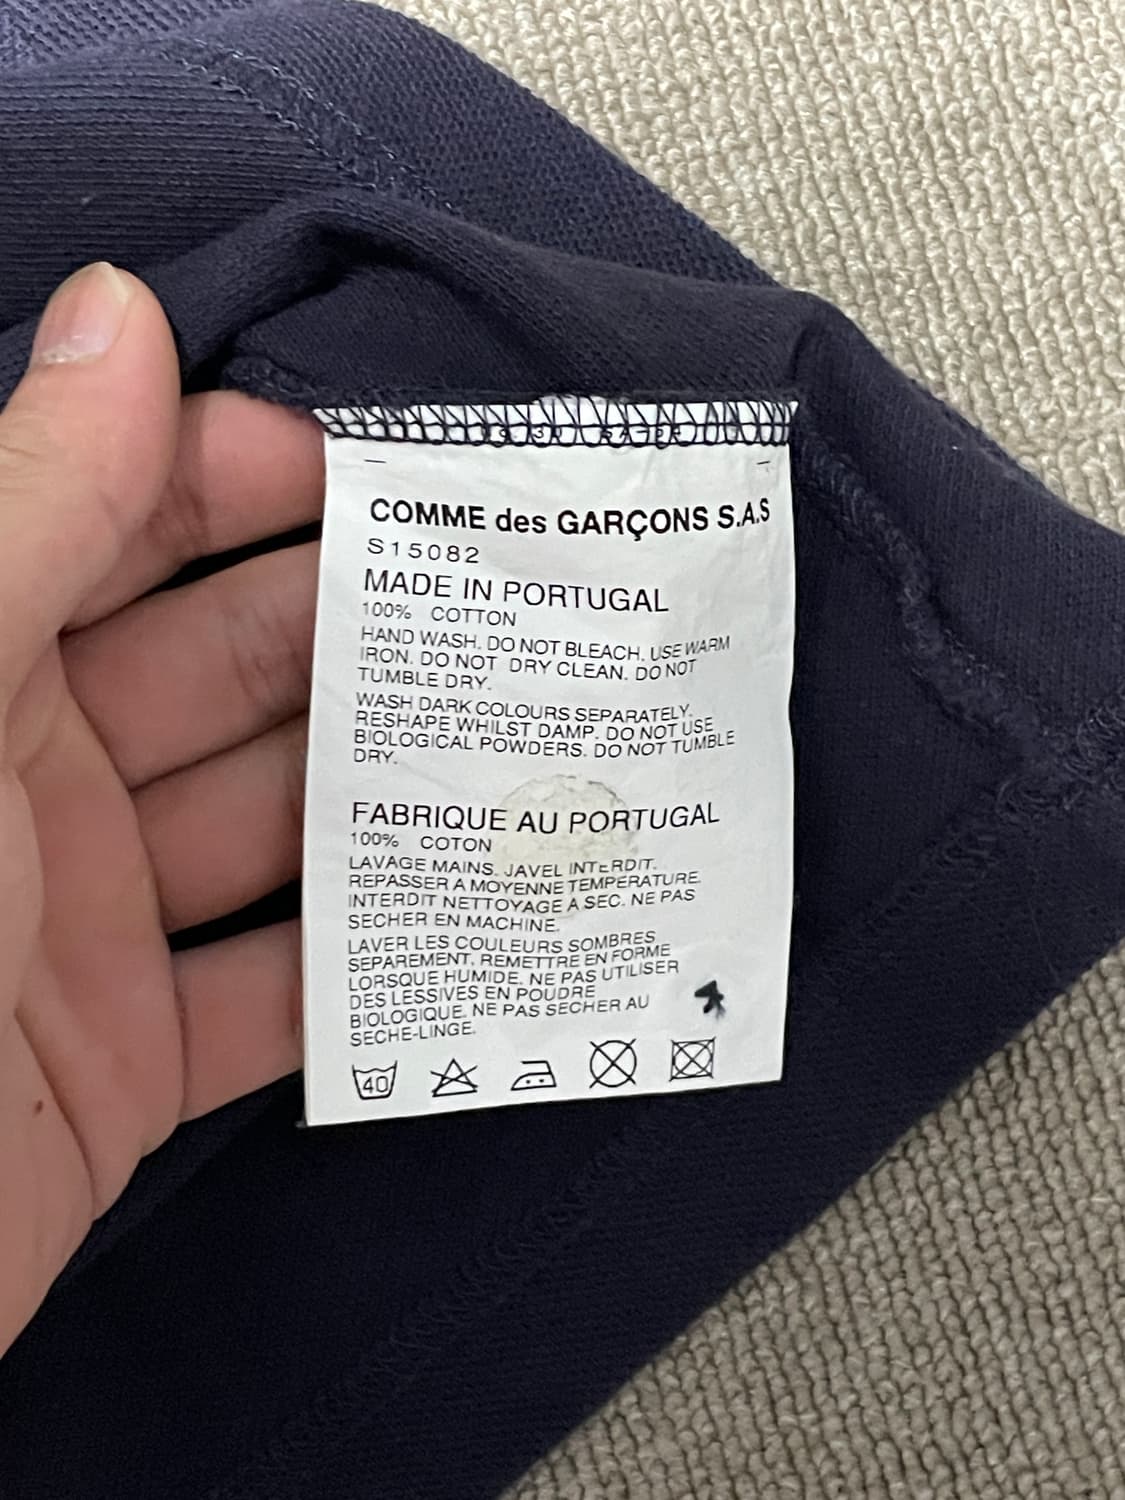 COMME des GARÇONS S.A.S
S15082
MADE IN PORTUGAL
100% COTTON
HAND WASH. DO NOT BLEACH. USE WARM
IRON. DO NOT DRY CLEAN. DO NOT
TUMBLE DRY.
WASH DARK COLOURS SEPARATELY.
RESHAPE WHILST DAMP. DO NOT USE
BIOLOGICAL POWDERS. DO NOT TUMBLE
DRY.
FABRIQUE AU PORTUGAL
100% COTON
LAVAGE MAINS. JAVEL INTERDIT.
REPASSER A MOYENNE TEMPERATURE.
INTERDIT NETTOYAGE A SEC. NE PAS
SECHER EN MACHINE.
LAVER LES COULEURS SOMBRES
SEPAREMENT. REMETTRE EN FORME
LORSQUE HUMIDE. NE PAS UTILISER
DES LESSIVES EN POUDRE
BIOLOGIQUE. NE PAS SECHER AU
SECHE-LINGE.
40